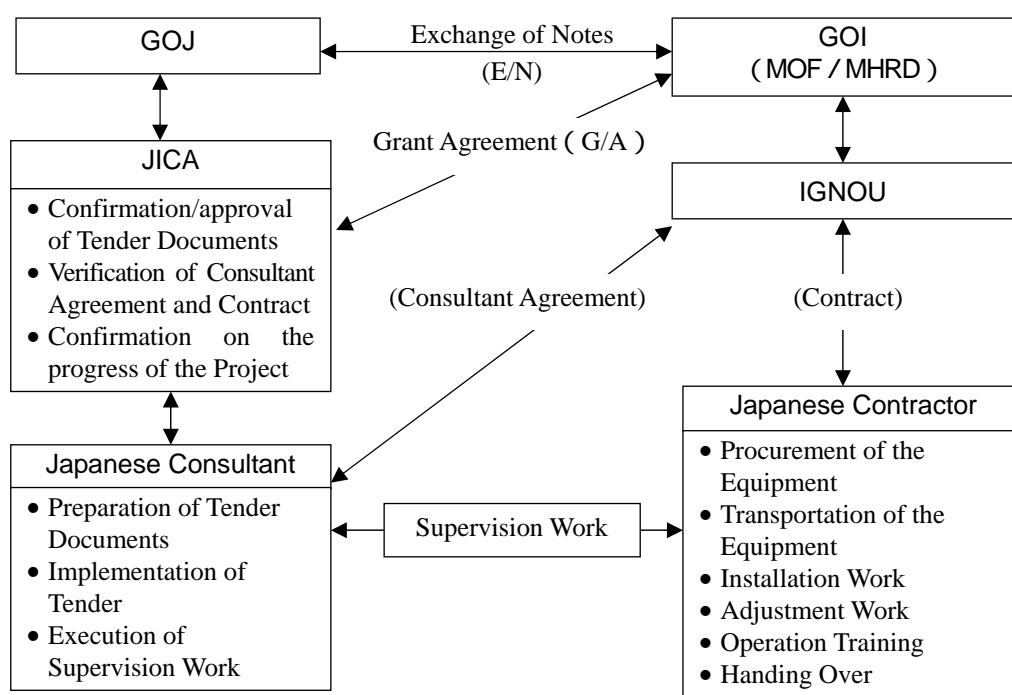 GOJ
Exchange of Notes
(E/N)
GOI
( MOF / MHRD )
Grant Agreement ( G/A )
JICA
• Confirmation/approval
of Tender Documents
• Verification of Consultant
Agreement and Contract
• Confirmation on the
progress of the Project
IGNOU
(Consultant Agreement)
(Contract)
Japanese Consultant
• Preparation of Tender
Documents
• Implementation of
Tender
• Execution of
Supervision Work
Supervision Work
Japanese Contractor
• Procurement of the
Equipment
• Transportation of the
Equipment
• Installation Work
• Adjustment Work
• Operation Training
• Handing Over